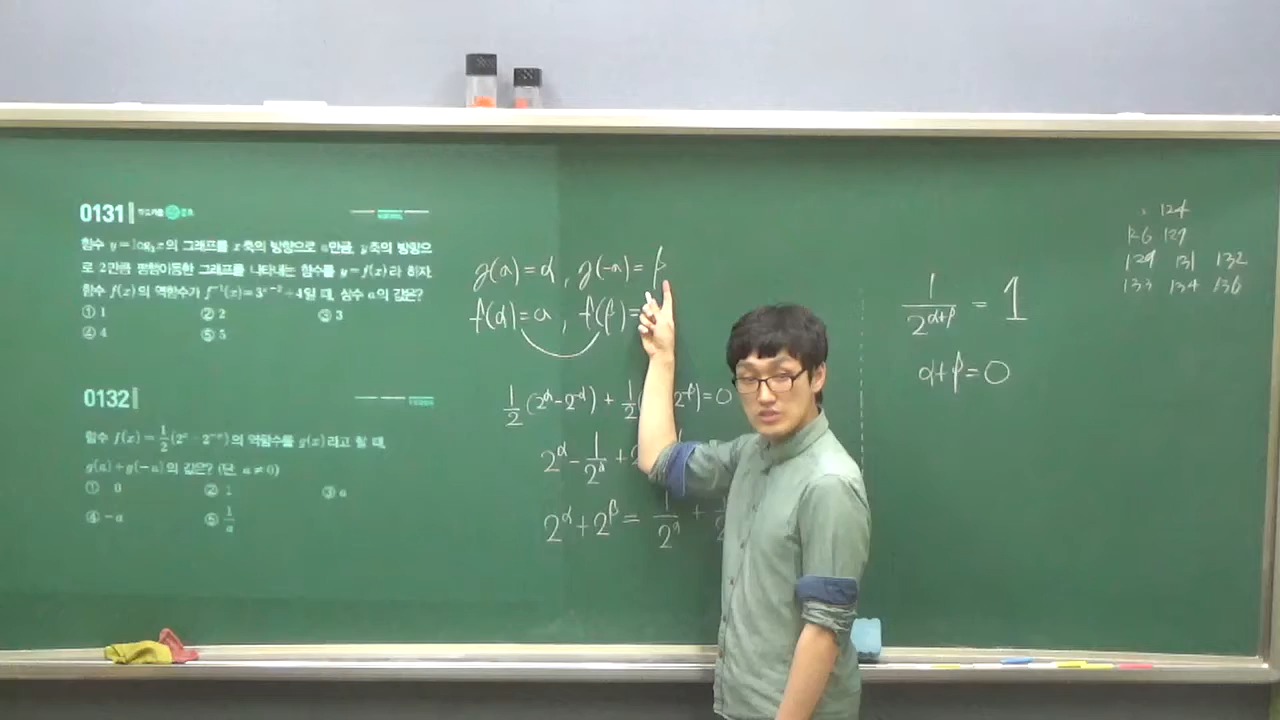 0131
함수 y=log₃x의 그래프를 x축의 방향으로 a만큼, y축의 방향으
로 2만큼 평행이동한 그래프를 나타내는 함수를 y=f(x)라 하자.
함수 f(x)의 역함수가 f⁻¹(x)=3ˣ⁻²+4일 때, 상수 a의 값은?
① 1 ② 2 ③ 3
④ 4 ⑤ 5
0132
함수 f(x)=1/2(2ˣ-2⁻ˣ)의 역함수를 g(x)라고 할 때,
g(a)+g(-a)의 값은? (단, a≠0)
① 0 ② 1 ③ a
④ -a ⑤ 1/a
g(a)=α, g(-a)=β
f(α)=a, f(β)=
1/2(2^α-2^-α)+1/2( 2^-β)=0
2^α-1/2^α+
2^α+2^β=1/2^α+
1/2^(α+β)=1
α+β=0
124
126 127
129 131 132
133 134 136